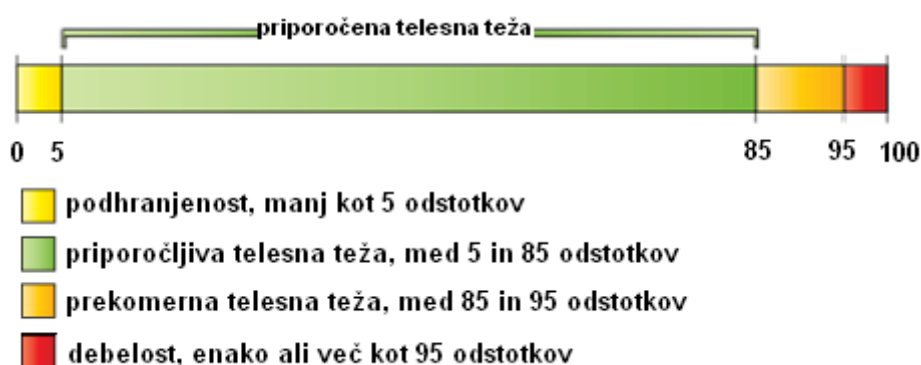 priporočena telesna teža
0 5 85 95 100
podhranjenost, manj kot 5 odstotkov
priporočljiva telesna teža, med 5 in 85 odstotkov
prekomerna telesna teža, med 85 in 95 odstotkov
debelost, enako ali več kot 95 odstotkov